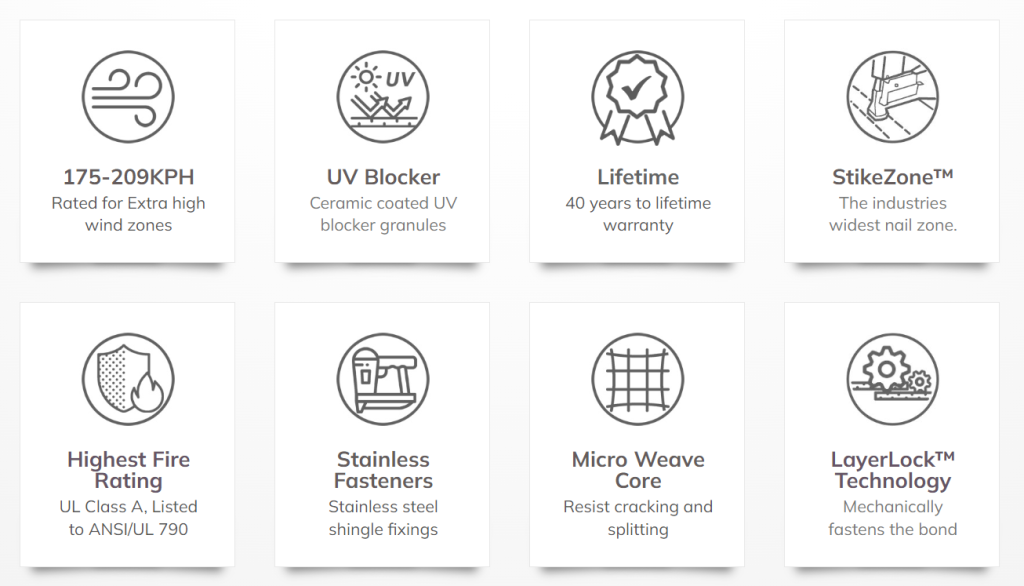 UV
175-209KPH
Rated for Extra high
wind zones
UV Blocker
Ceramic coated UV
blocker granules
Lifetime
40 years to lifetime
warranty
StikeZone™
The industries
widest nail zone.
Highest Fire
Rating
UL Class A, Listed
to ANSI/UL 790
Stainless
Fasteners
Stainless steel
shingle fixings
Micro Weave
Core
Resist cracking and
splitting
LayerLock™
Technology
Mechanically
fastens the bond